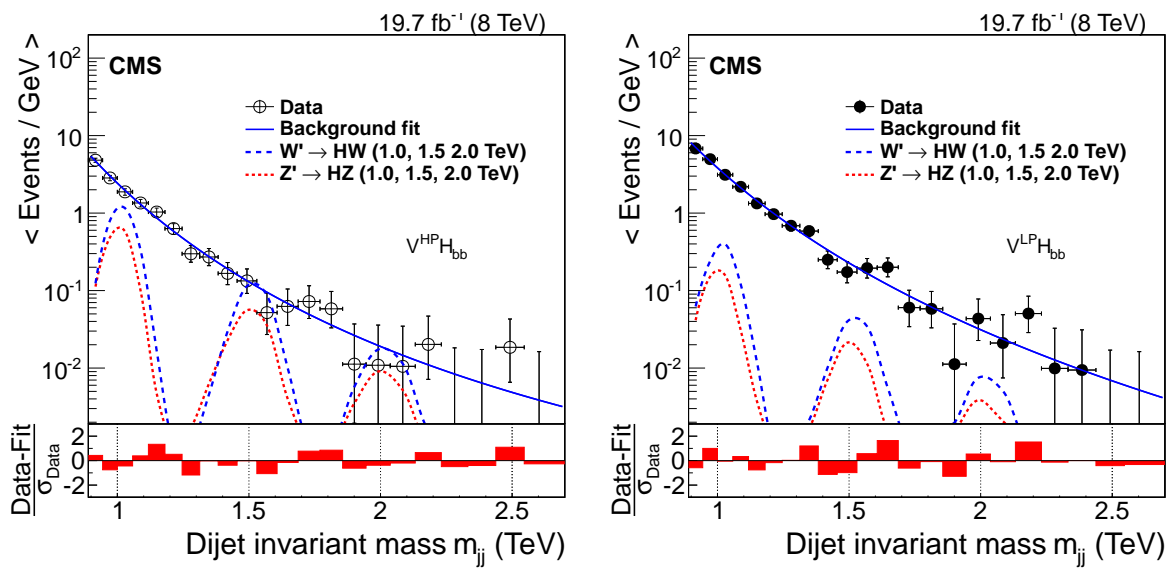 19.7 fb⁻¹ (8 TeV)
< Events / GeV >
10²
10
1
10⁻¹
10⁻²
CMS
Data
Background fit
W' → HW (1.0, 1.5 2.0 TeV)
Z' → HZ (1.0, 1.5, 2.0 TeV)
V^HP H_bb
Data-Fit
σ_Data
2
0
-2
1 1.5 2 2.5
Dijet invariant mass m_jj (TeV)
19.7 fb⁻¹ (8 TeV)
< Events / GeV >
10²
10
1
10⁻¹
10⁻²
CMS
Data
Background fit
W' → HW (1.0, 1.5 2.0 TeV)
Z' → HZ (1.0, 1.5, 2.0 TeV)
V^LP H_bb
Data-Fit
σ_Data
2
0
-2
1 1.5 2 2.5
Dijet invariant mass m_jj (TeV)